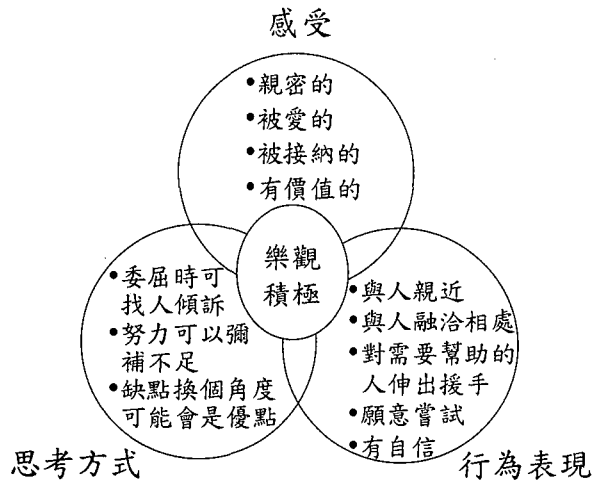 感受
•親密的
•被愛的
•被接納的
•有價值的
樂觀
積極
•委屈時可
找人傾訴
•努力可以彌
補不足
•缺點換個角度
可能會是優點
•與人親近
•與人融洽相處
•對需要幫助的
人伸出援手
•願意嘗試
•有自信
思考方式
行為表現